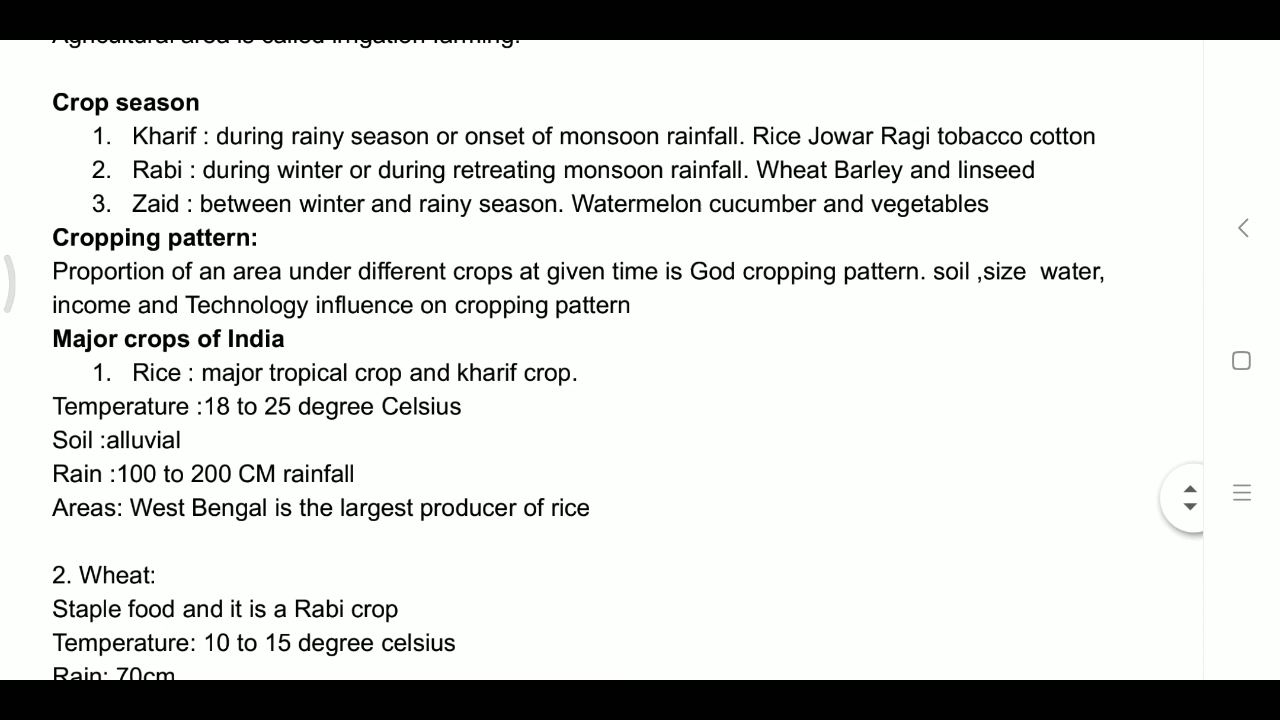 Agricultural area is called irrigation farming.
Crop season
1. Kharif : during rainy season or onset of monsoon rainfall. Rice Jowar Ragi tobacco cotton
2. Rabi : during winter or during retreating monsoon rainfall. Wheat Barley and linseed
3. Zaid : between winter and rainy season. Watermelon cucumber and vegetables
Cropping pattern:
Proportion of an area under different crops at given time is God cropping pattern. soil ,size  water,
income and Technology influence on cropping pattern
Major crops of India
1. Rice : major tropical crop and kharif crop.
Temperature :18 to 25 degree Celsius
Soil :alluvial
Rain :100 to 200 CM rainfall
Areas: West Bengal is the largest producer of rice
2. Wheat:
Staple food and it is a Rabi crop
Temperature: 10 to 15 degree celsius
Rain: 70cm